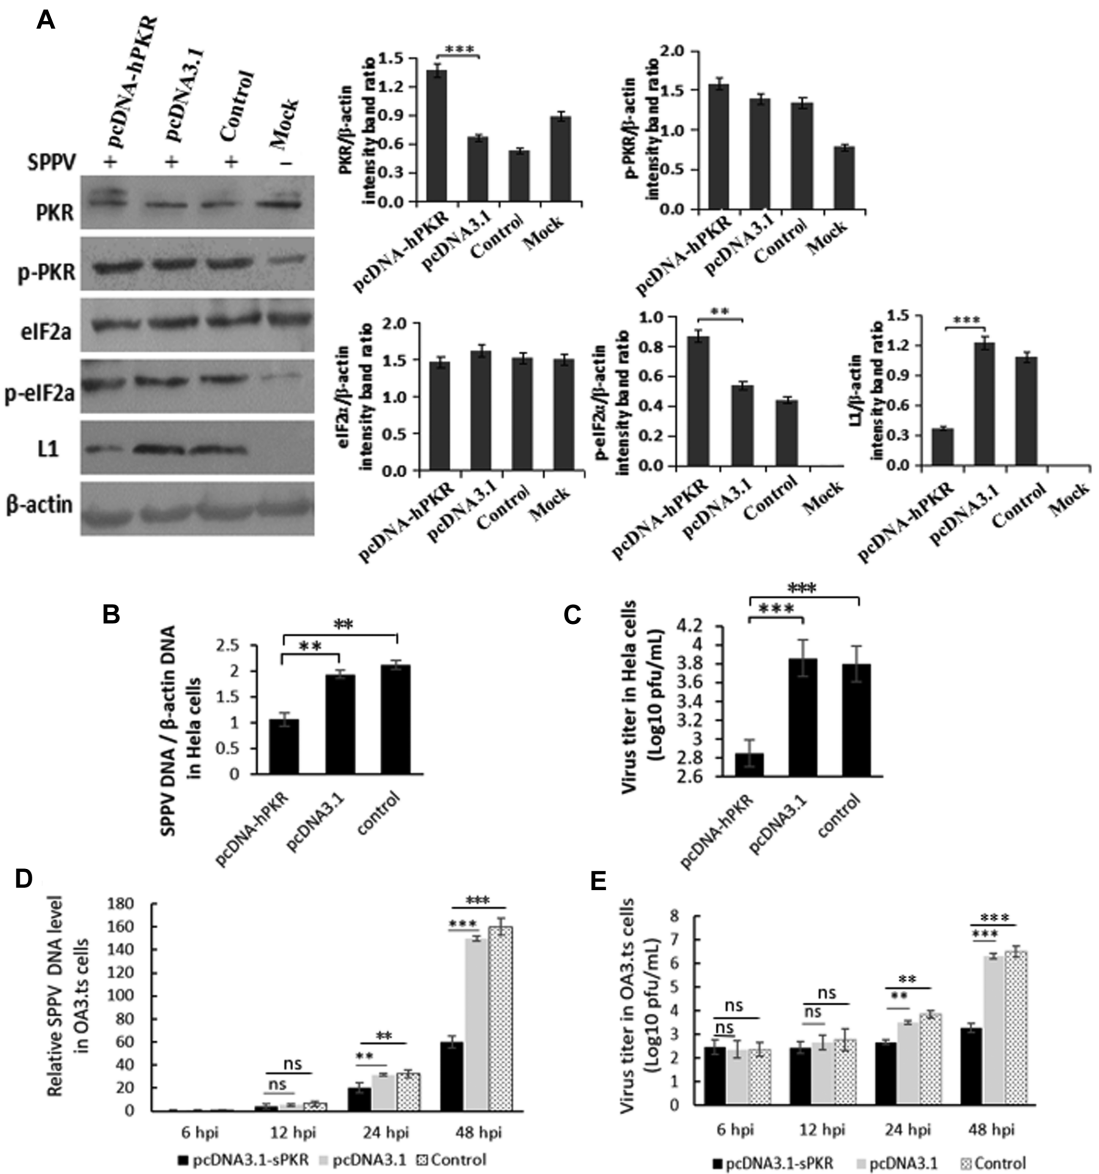 A
pcDNA-hPKR
pcDNA3.1
Control
Mock
SPPV + + + –
PKR
p-PKR
eIF2a
p-eIF2a
L1
β-actin
PKR/β-actin
intensity band ratio
1.5
1.2
0.9
0.6
0.3
0.0
***
pcDNA-hPKR
pcDNA3.1
Control
Mock
p-PKR/β-actin
intensity band ratio
2.0
1.5
1.0
0.5
0.0
pcDNA-hPKR
pcDNA3.1
Control
Mock
eIF2α/β-actin
intensity band ratio
2.0
1.5
1.0
0.5
0.0
pcDNA-hPKR
pcDNA3.1
Control
Mock
p-eIF2α/β-actin
intensity band ratio
1.0
0.8
0.6
0.4
0.2
0.0
**
pcDNA-hPKR
pcDNA3.1
Control
Mock
L1/β-actin
intensity band ratio
1.5
1.2
0.9
0.6
0.3
0.0
***
pcDNA-hPKR
pcDNA3.1
Control
Mock
B
SPPV DNA / β-actin DNA
in Hela cells
2.5
2
1.5
1
0.5
0
**
**
pcDNA-hPKR
pcDNA3.1
control
C
Virus titer in Hela cells
(Log10 pfu/mL)
4.2
4
3.8
3.6
3.4
3.2
3
2.8
2.6
***
***
pcDNA-hPKR
pcDNA3.1
control
D
Relative SPPV DNA level
in OA3.ts cells
180
160
140
120
100
80
60
40
20
0
ns
ns
**
**
***
***
6 hpi 12 hpi 24 hpi 48 hpi
pcDNA3.1-sPKR pcDNA3.1 Control
E
Virus titer in OA3.ts cells
(Log10 pfu/mL)
8
7
6
5
4
3
2
1
0
ns
ns
ns
ns
**
**
***
***
6 hpi 12 hpi 24 hpi 48 hpi
pcDNA3.1-sPKR pcDNA3.1 Control